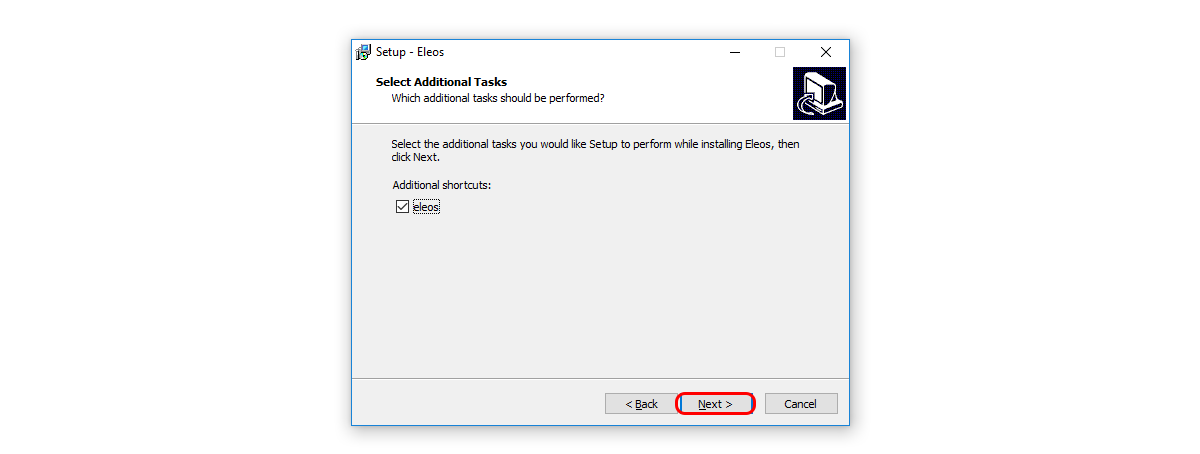 Setup - Eleos
Select Additional Tasks
Which additional tasks should be performed?
Select the additional tasks you would like Setup to perform while installing Eleos, then
click Next.
Additional shortcuts:
eleos
< Back
Next >
Cancel